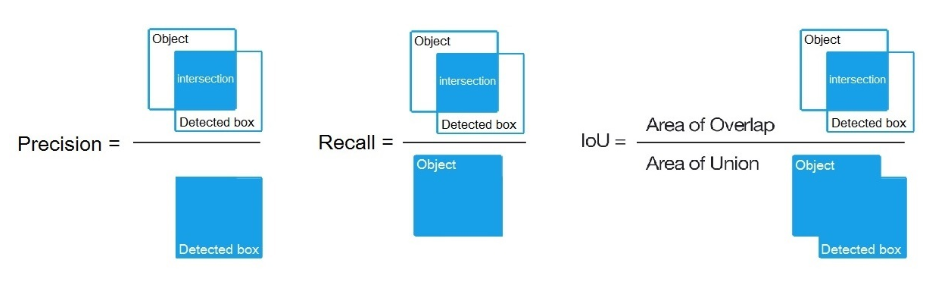 Object
intersection
Detected box
Precision =
Detected box
Object
intersection
Detected box
Recall =
Object
Object
intersection
Detected box
IoU =
Area of Overlap
Area of Union
Object
Detected box